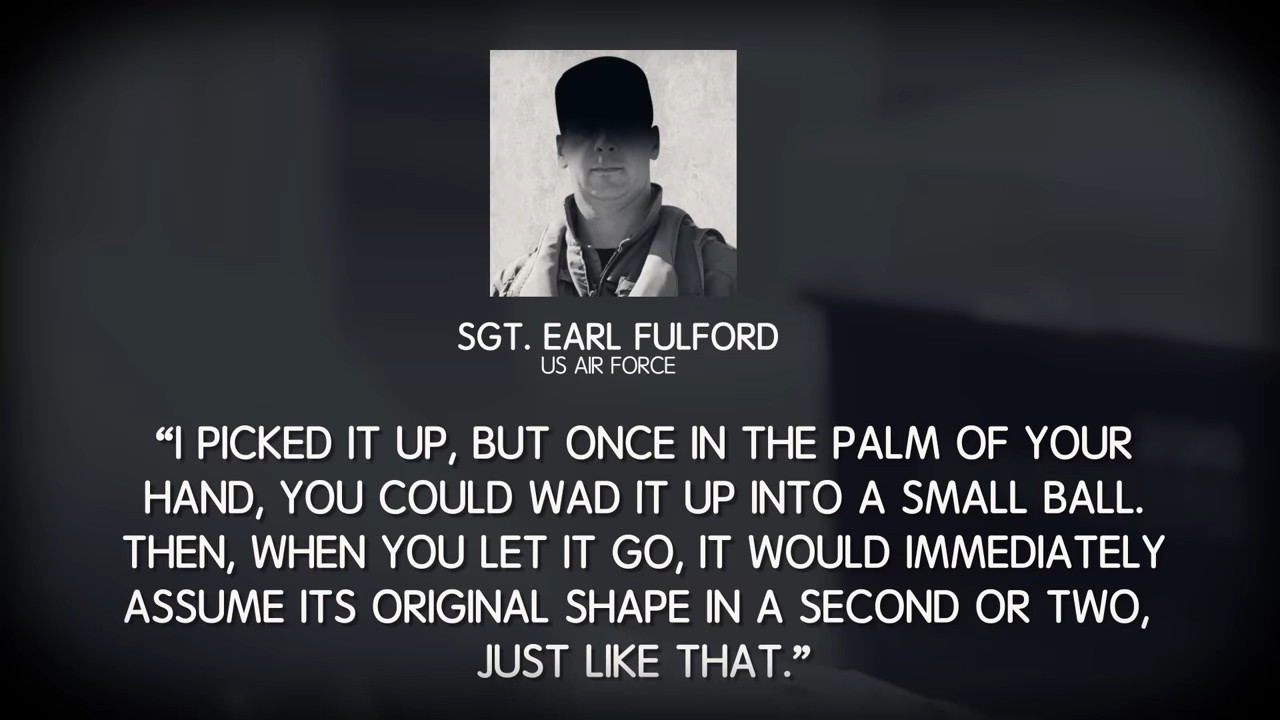 SGT. EARL FULFORD
US AIR FORCE
“I PICKED IT UP, BUT ONCE IN THE PALM OF YOUR
HAND, YOU COULD WAD IT UP INTO A SMALL BALL.
THEN, WHEN YOU LET IT GO, IT WOULD IMMEDIATELY
ASSUME ITS ORIGINAL SHAPE IN A SECOND OR TWO,
JUST LIKE THAT.”